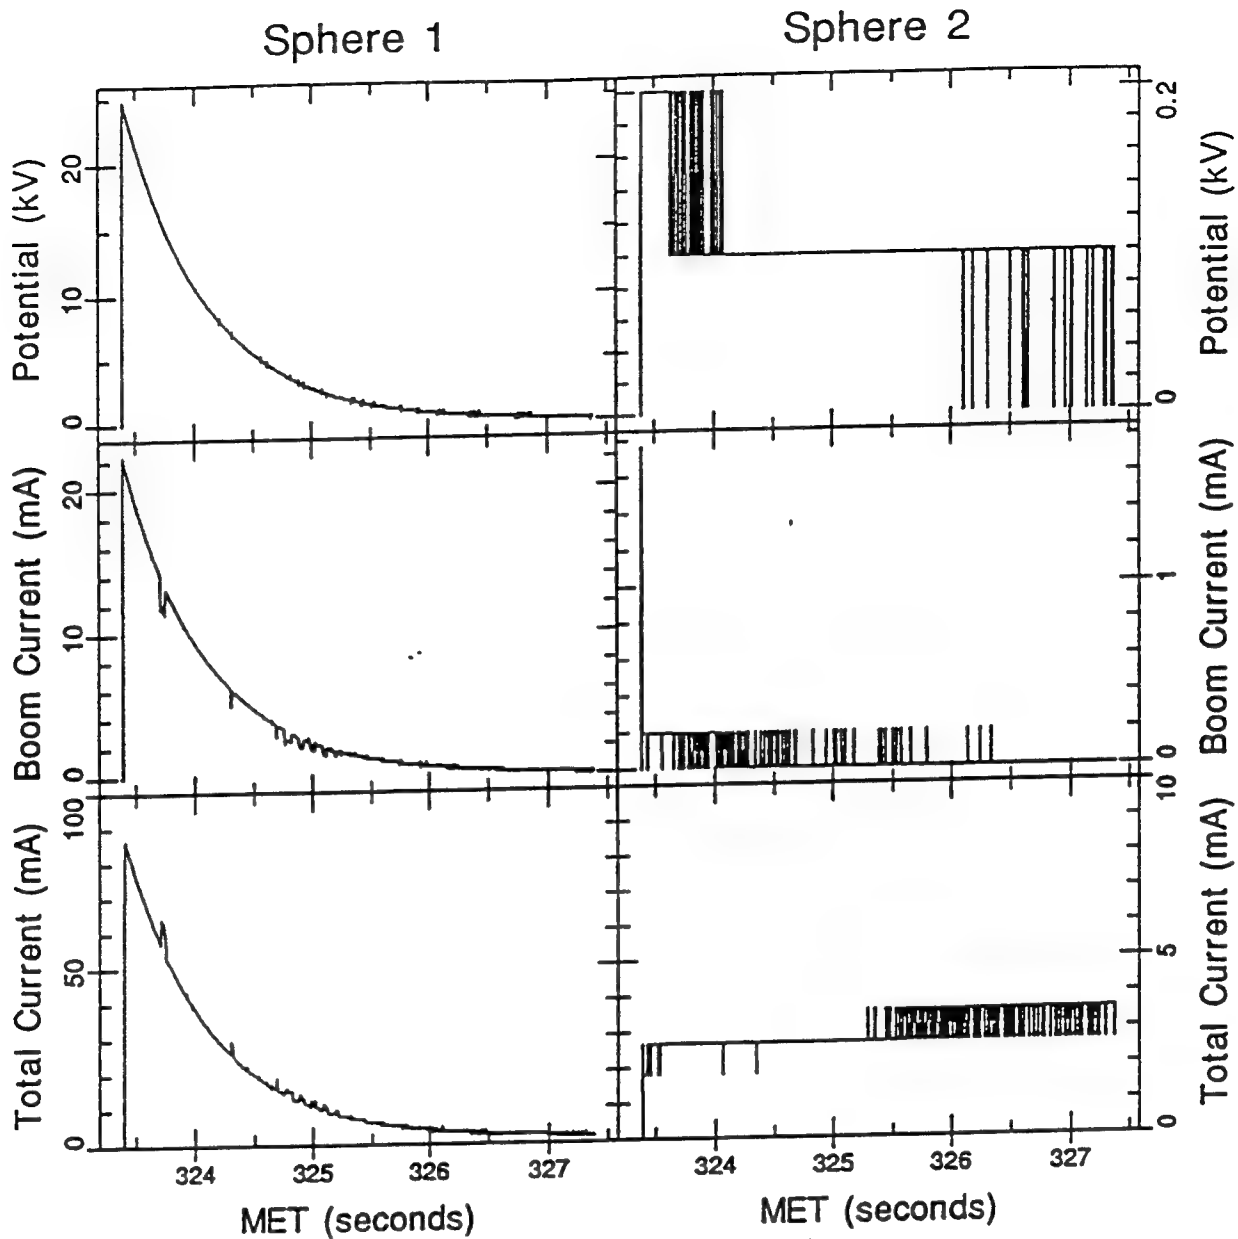 Sphere 1
Sphere 2
Potential (kV)
20
10
0
0.2
0
Potential (kV)
Boom Current (mA)
20
10
0
1
0
Boom Current (mA)
Total Current (mA)
100
50
0
10
5
0
Total Current (mA)
324 325 326 327
324 325 326 327
MET (seconds)
MET (seconds)